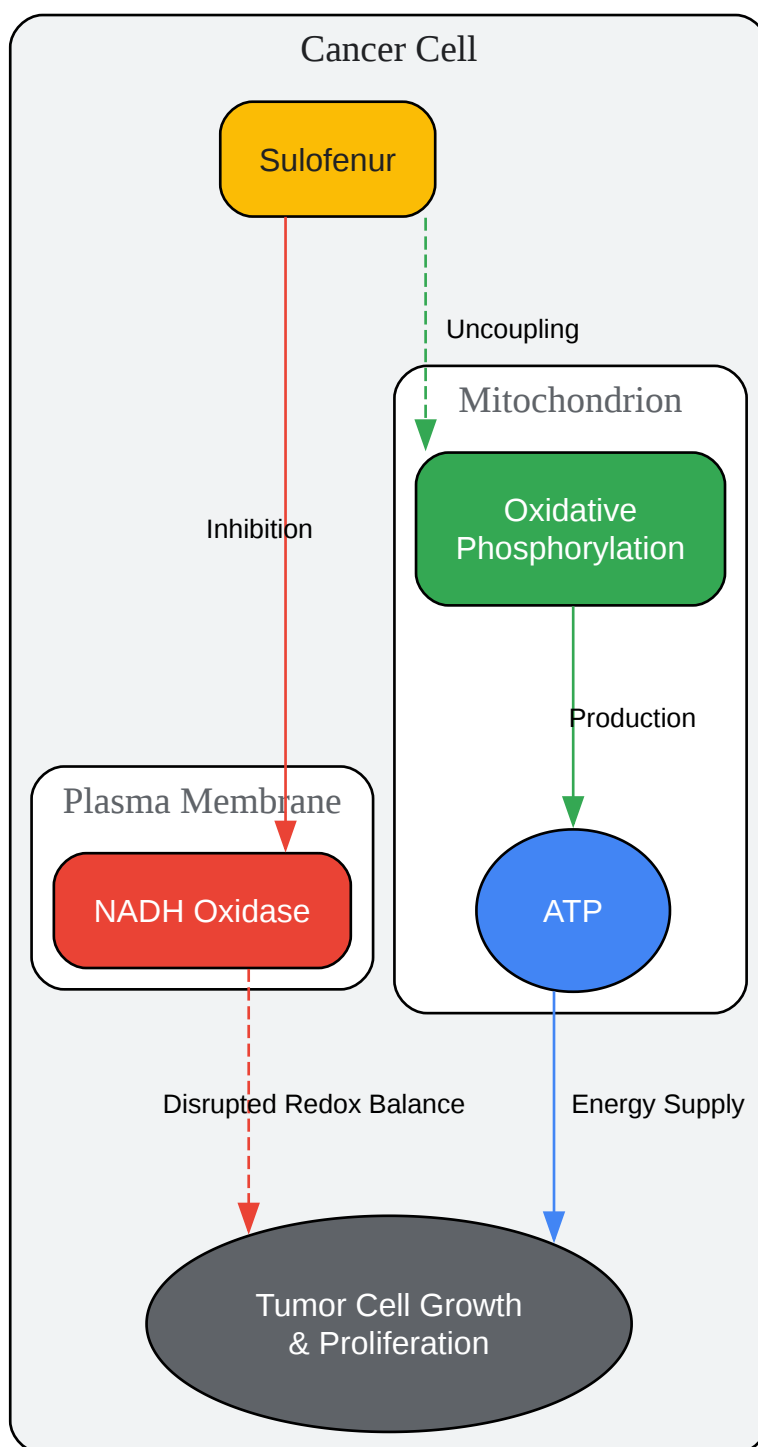 Cancer Cell
Sulofenur
Uncoupling
Mitochondrion
Oxidative
Phosphorylation
Inhibition
Production
Plasma Membrane
NADH Oxidase
ATP
Disrupted Redox Balance
Energy Supply
Tumor Cell Growth
& Proliferation